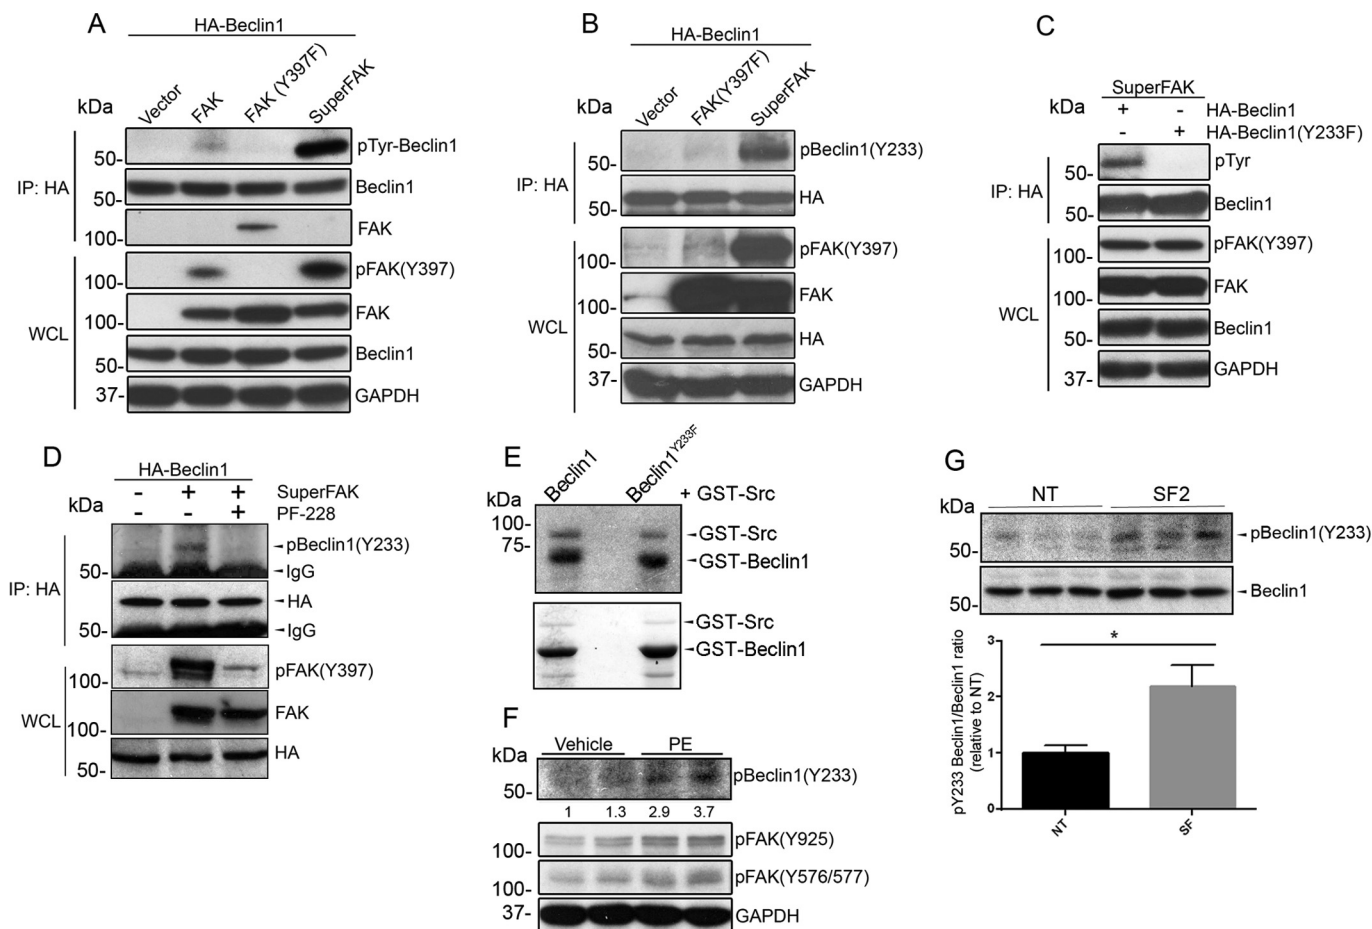 A
HA-Beclin1
kDa
Vector
FAK
FAK (Y397F)
SuperFAK
IP: HA
50-
pTyr-Beclin1
50-
Beclin1
100-
FAK
WCL
100-
pFAK(Y397)
100-
FAK
50-
Beclin1
37-
GAPDH
B
HA-Beclin1
kDa
Vector
FAK(Y397F)
SuperFAK
IP: HA
50-
pBeclin1(Y233)
50-
HA
WCL
100-
pFAK(Y397)
100-
FAK
50-
HA
37-
GAPDH
C
SuperFAK
kDa
+ - HA-Beclin1
- + HA-Beclin1(Y233F)
IP: HA
50-
pTyr
50-
Beclin1
WCL
100-
pFAK(Y397)
100-
FAK
50-
Beclin1
37-
GAPDH
D
HA-Beclin1
- + + SuperFAK
kDa
- - + PF-228
IP: HA
pBeclin1(Y233)
50-
IgG
HA
50-
IgG
WCL
100-
pFAK(Y397)
100-
FAK
50-
HA
E
kDa
Beclin1
Beclin1Y233F
+ GST-Src
100-
GST-Src
75-
GST-Beclin1
GST-Src
GST-Beclin1
F
kDa
Vehicle PE
50-
pBeclin1(Y233)
1 1.3 2.9 3.7
100-
pFAK(Y925)
100-
pFAK(Y576/577)
37-
GAPDH
G
kDa
NT SF2
50-
pBeclin1(Y233)
50-
Beclin1
pY233 Beclin1/Beclin1 ratio
(relative to NT)
3
2
1
0
*
NT
SF